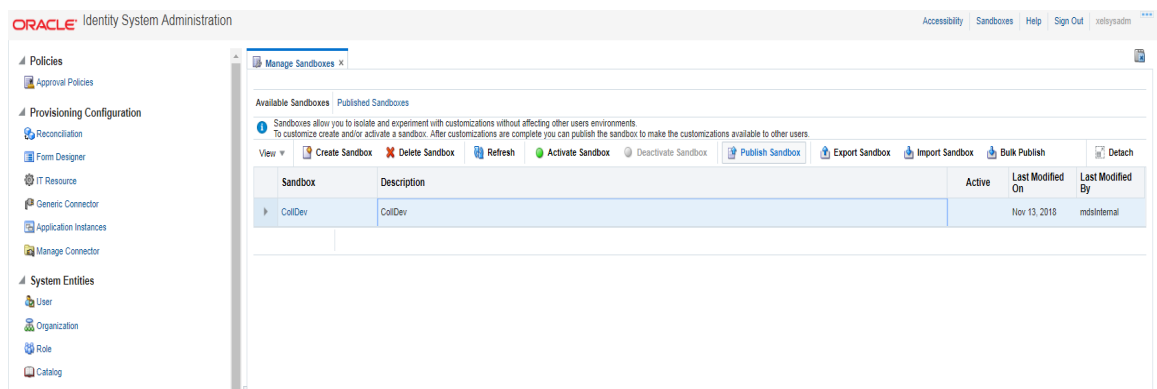 ORACLE Identity System Administration
Accessibility Sandboxes Help Sign Out xelsysadm
Policies
Approval Policies
Provisioning Configuration
Reconciliation
Form Designer
IT Resource
Generic Connector
Application Instances
Manage Connector
System Entities
User
Organization
Role
Catalog
Manage Sandboxes ×
Available Sandboxes Published Sandboxes
Sandboxes allow you to isolate and experiment with customizations without affecting other users environments.
To customize create and/or activate a sandbox. After customizations are complete you can publish the sandbox to make the customizations available to other users.
View Create Sandbox Delete Sandbox Refresh Activate Sandbox Deactivate Sandbox Publish Sandbox Export Sandbox Import Sandbox Bulk Publish Detach
Sandbox Description Active Last Modified On Last Modified By
CollDev CollDev Nov 13, 2018 mdsInternal